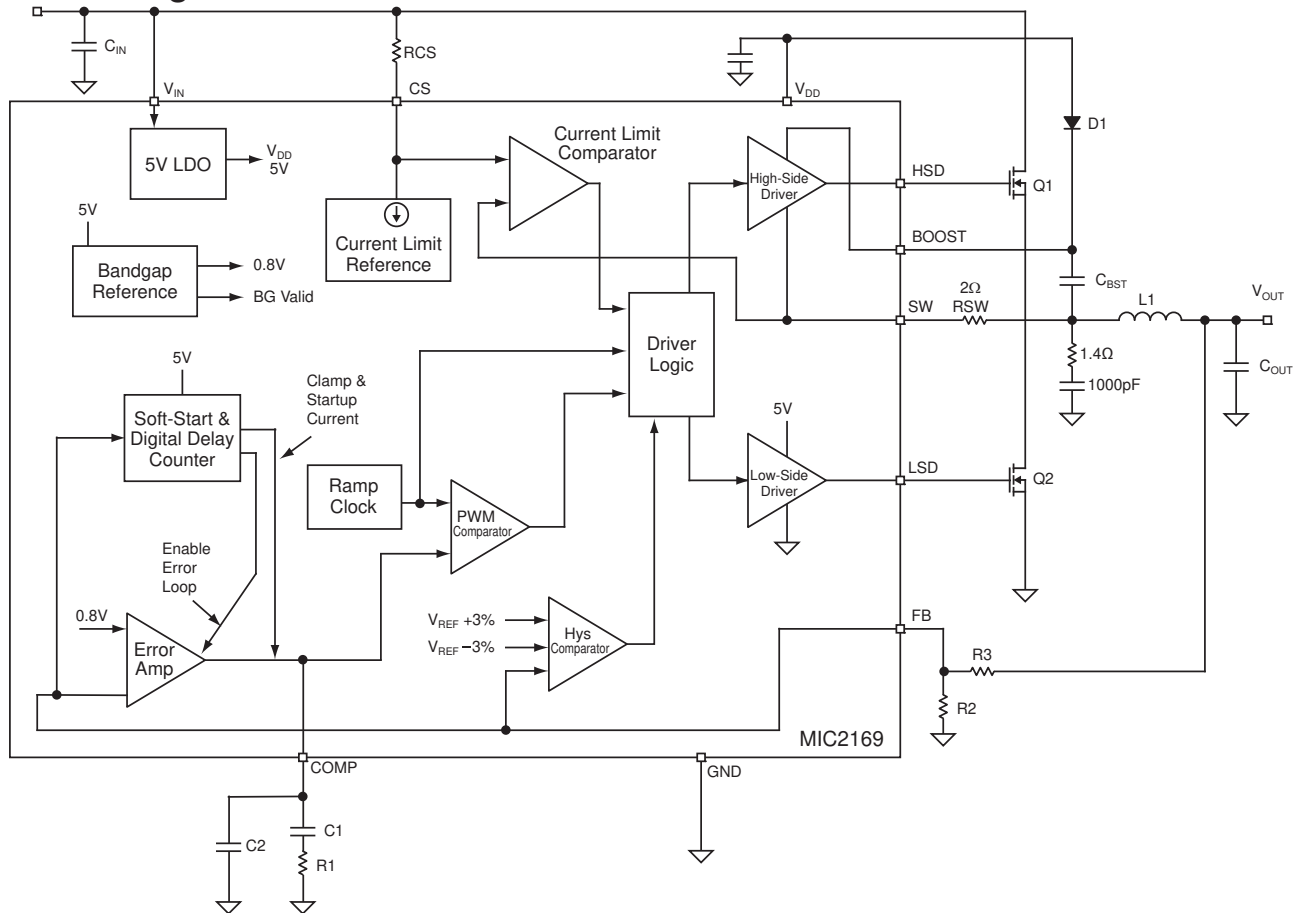 C_IN
RCS
V_IN
CS
V_DD
5V LDO
V_DD
5V
Current Limit
Comparator
High-Side
Driver
D1
HSD
Q1
5V
Current Limit
Reference
BOOST
Bandgap
Reference
0.8V
BG Valid
C_BST
2Ω
RSW
SW
L1
V_OUT
Driver
Logic
1.4Ω
1000pF
C_OUT
5V
Clamp &
Startup
Current
Soft-Start &
Digital Delay
Counter
5V
Low-Side
Driver
LSD
Q2
Ramp
Clock
PWM
Comparator
Enable
Error
Loop
0.8V
Error
Amp
V_REF +3%
V_REF −3%
Hys
Comparator
FB
R3
R2
MIC2169
COMP
GND
C2
C1
R1